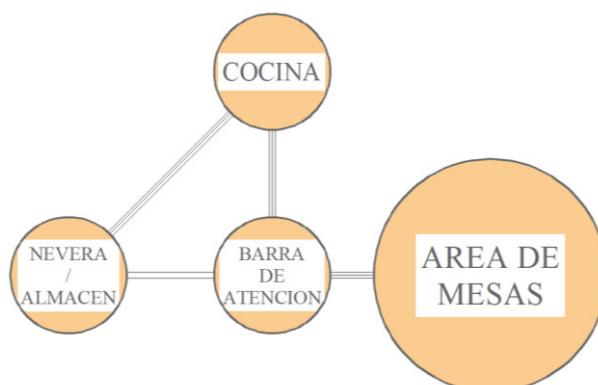 COCINA
NEVERA
/
ALMACEN
BARRA
DE
ATENCION
AREA DE
MESAS